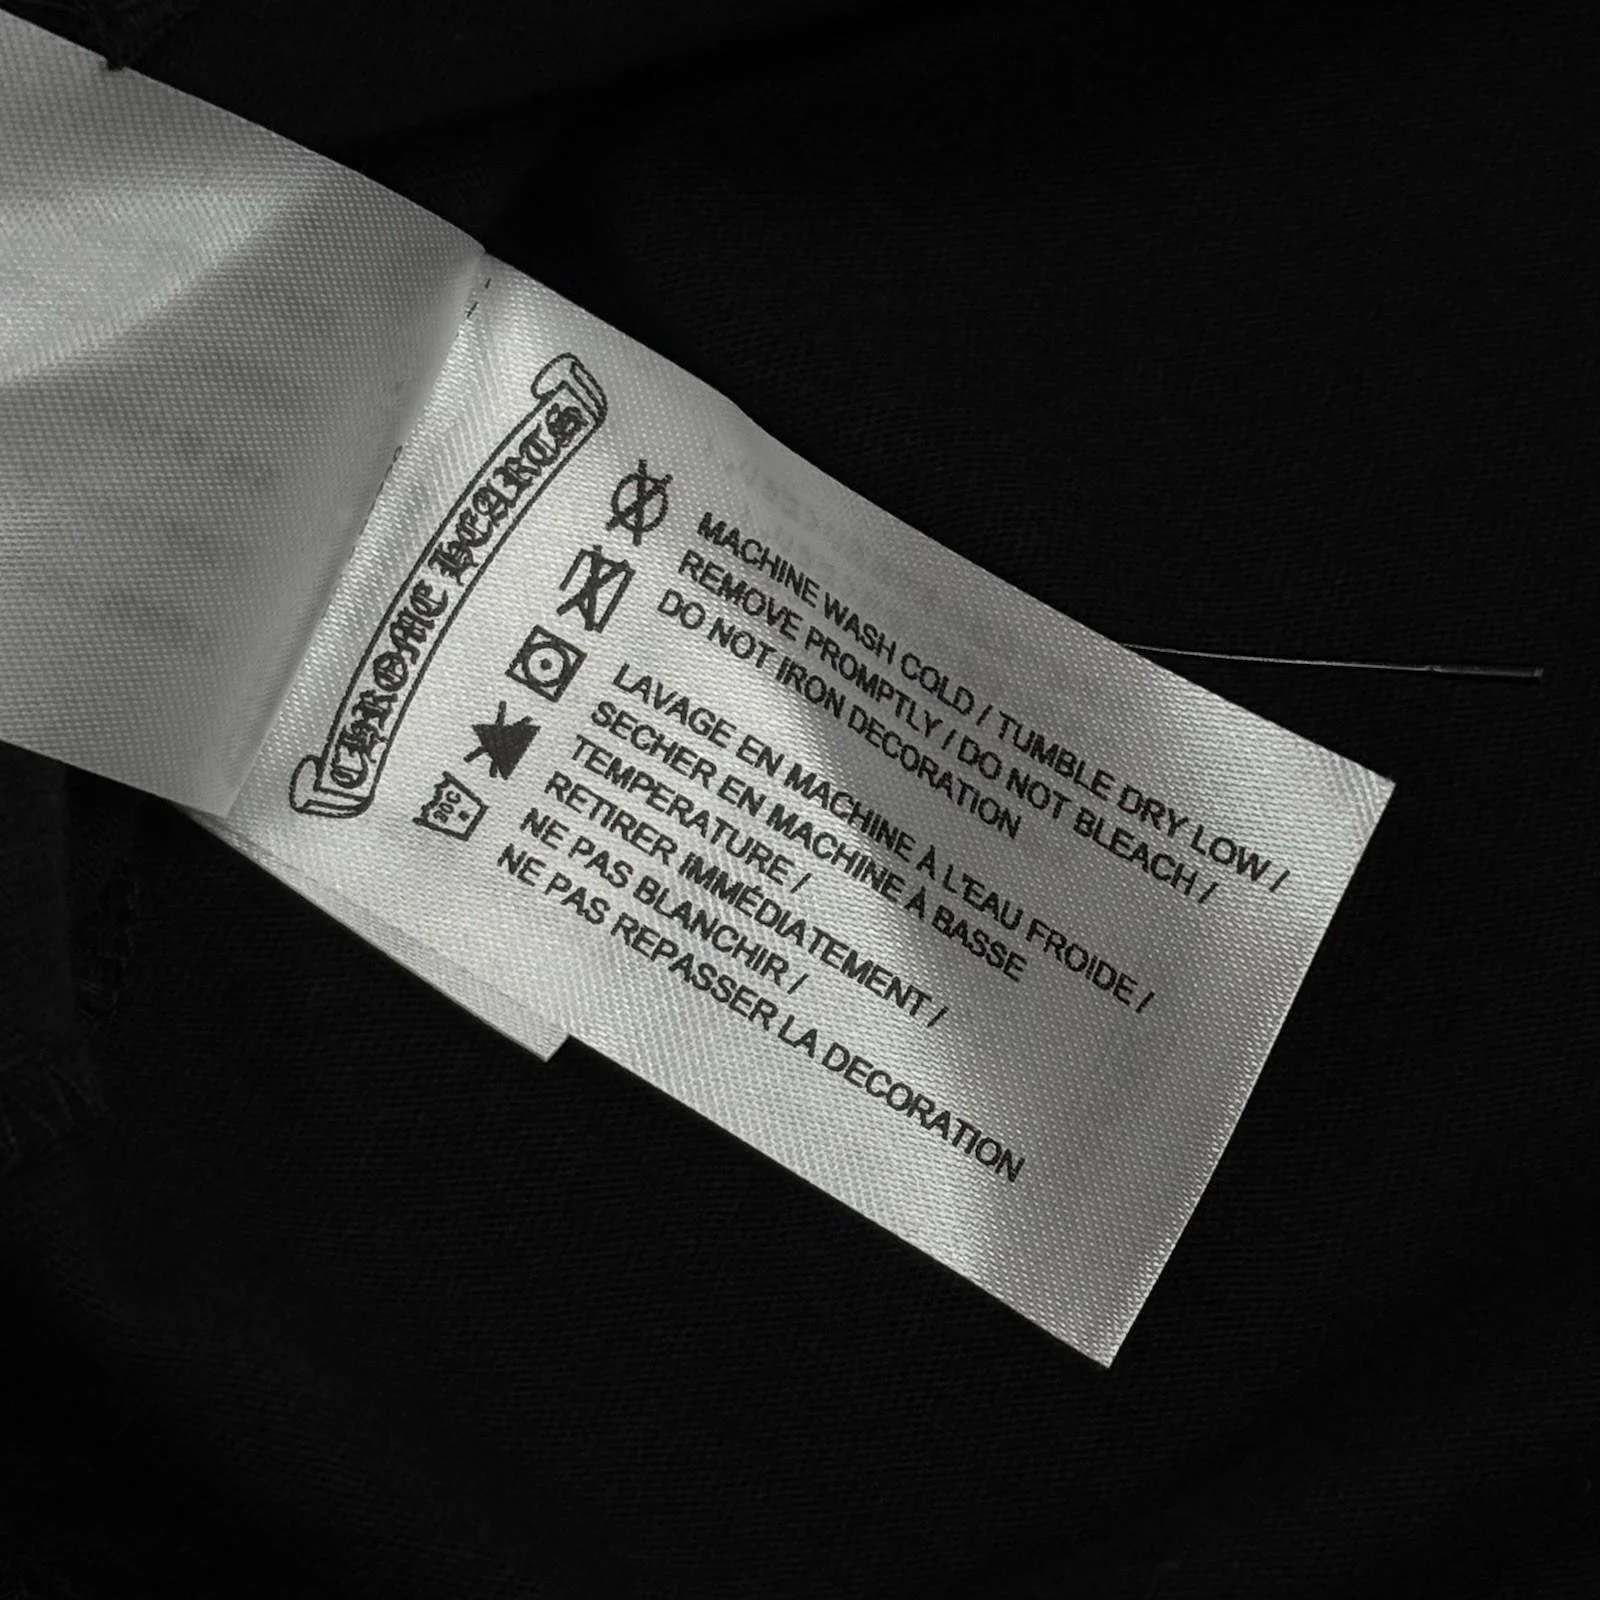 CHROME HEARTS
MACHINE WASH COLD / TUMBLE DRY LOW /
REMOVE PROMPTLY / DO NOT BLEACH /
DO NOT IRON DECORATION
LAVAGE EN MACHINE À L'EAU FROIDE /
SECHER EN MACHINE À BASSE
TEMPERATURE /
RETIRER IMMÉDIATEMENT /
NE PAS BLANCHIR /
NE PAS REPASSER LA DECORATION
30C